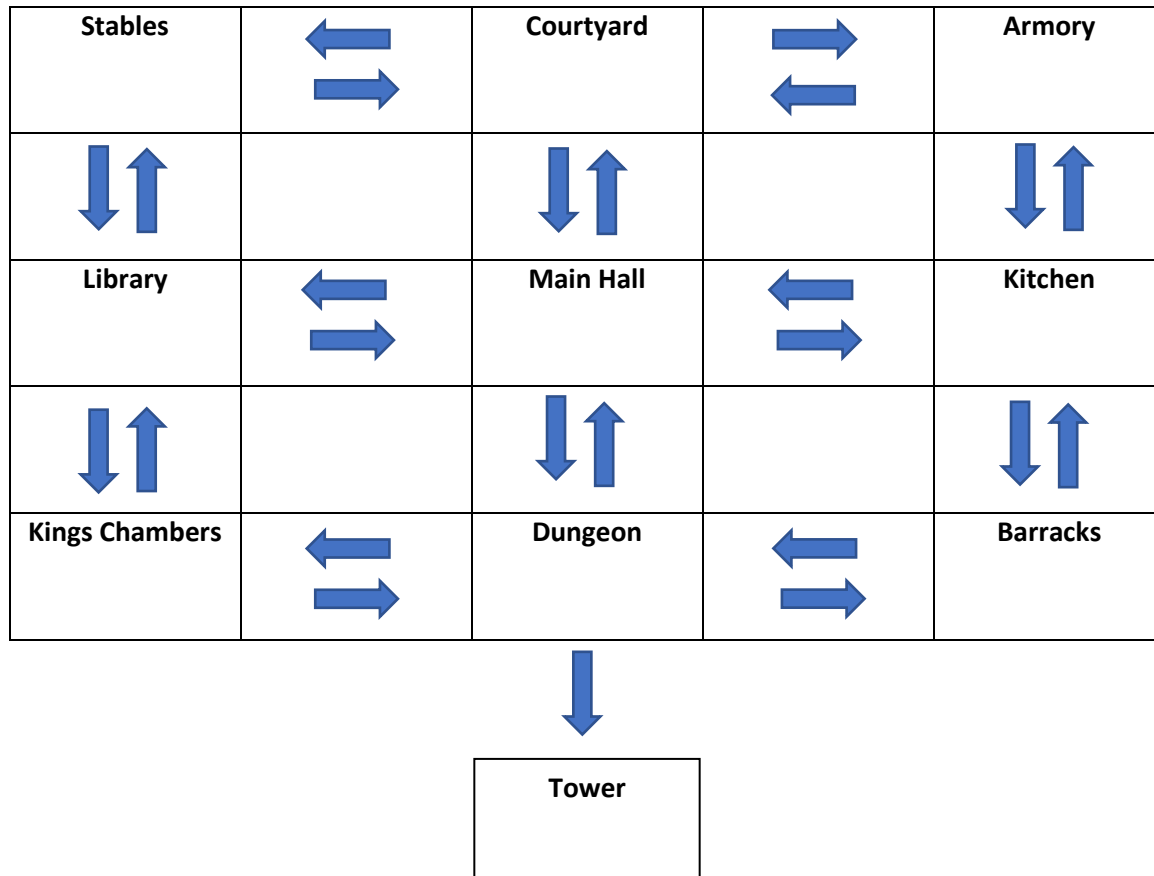 Stables
Courtyard
Armory
Library
Main Hall
Kitchen
Kings Chambers
Dungeon
Barracks
Tower